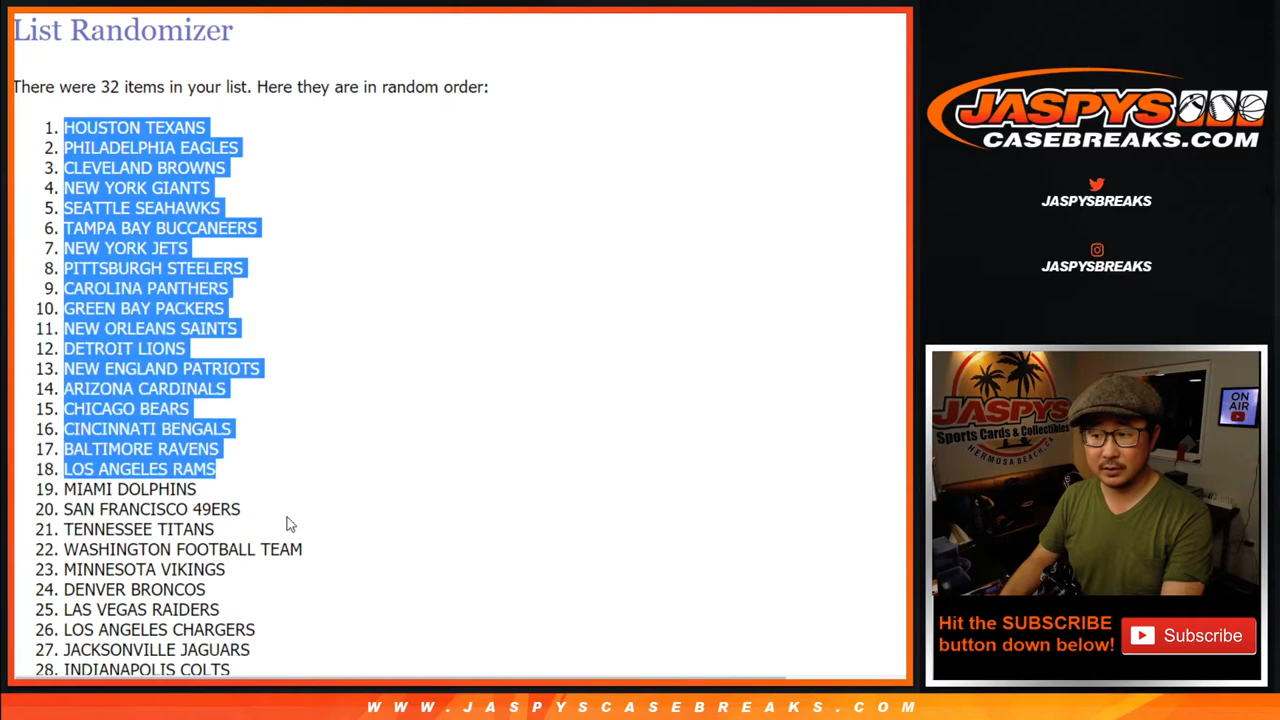 List Randomizer
There were 32 items in your list. Here they are in random order:
1. HOUSTON TEXANS
2. PHILADELPHIA EAGLES
3. CLEVELAND BROWNS
4. NEW YORK GIANTS
5. SEATTLE SEAHAWKS
6. TAMPA BAY BUCCANEERS
7. NEW YORK JETS
8. PITTSBURGH STEELERS
9. CAROLINA PANTHERS
10. GREEN BAY PACKERS
11. NEW ORLEANS SAINTS
12. DETROIT LIONS
13. NEW ENGLAND PATRIOTS
14. ARIZONA CARDINALS
15. CHICAGO BEARS
16. CINCINNATI BENGALS
17. BALTIMORE RAVENS
18. LOS ANGELES RAMS
19. MIAMI DOLPHINS
20. SAN FRANCISCO 49ERS
21. TENNESSEE TITANS
22. WASHINGTON FOOTBALL TEAM
23. MINNESOTA VIKINGS
24. DENVER BRONCOS
25. LAS VEGAS RAIDERS
26. LOS ANGELES CHARGERS
27. JACKSONVILLE JAGUARS
28. INDIANAPOLIS COLTS
JASPYS
CASEBREAKS.COM
JASPYSBREAKS
JASPYSBREAKS
JASPYS
Sports Cards & Collectibles
HERMOSA BEACH, CA
ON
AIR
Hit the SUBSCRIBE
button down below!
Subscribe
WWW.JASPYSCASEBREAKS.COM